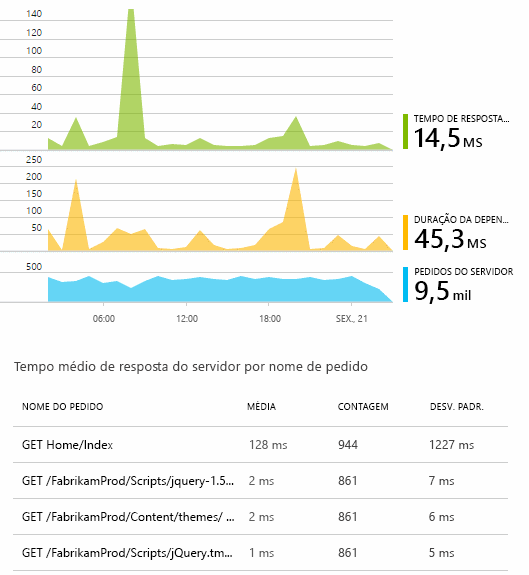 140
120
100
80
60
40
20
TEMPO DE RESPOSTA...
14,5 MS
250
200
150
100
50
DURAÇÃO DA DEPEN...
45,3 MS
500
PEDIDOS DO SERVIDOR
9,5 mil
06:00 12:00 18:00 SEX., 21
Tempo médio de resposta do servidor por nome de pedido
NOME DO PEDIDO MÉDIA CONTAGEM DESV. PADR.
GET Home/Index 128 ms 944 1227 ms
GET /FabrikamProd/Scripts/jquery-1.5... 2 ms 861 7 ms
GET /FabrikamProd/Content/themes/ ... 2 ms 861 6 ms
GET /FabrikamProd/Scripts/jQuery.tm... 1 ms 861 5 ms